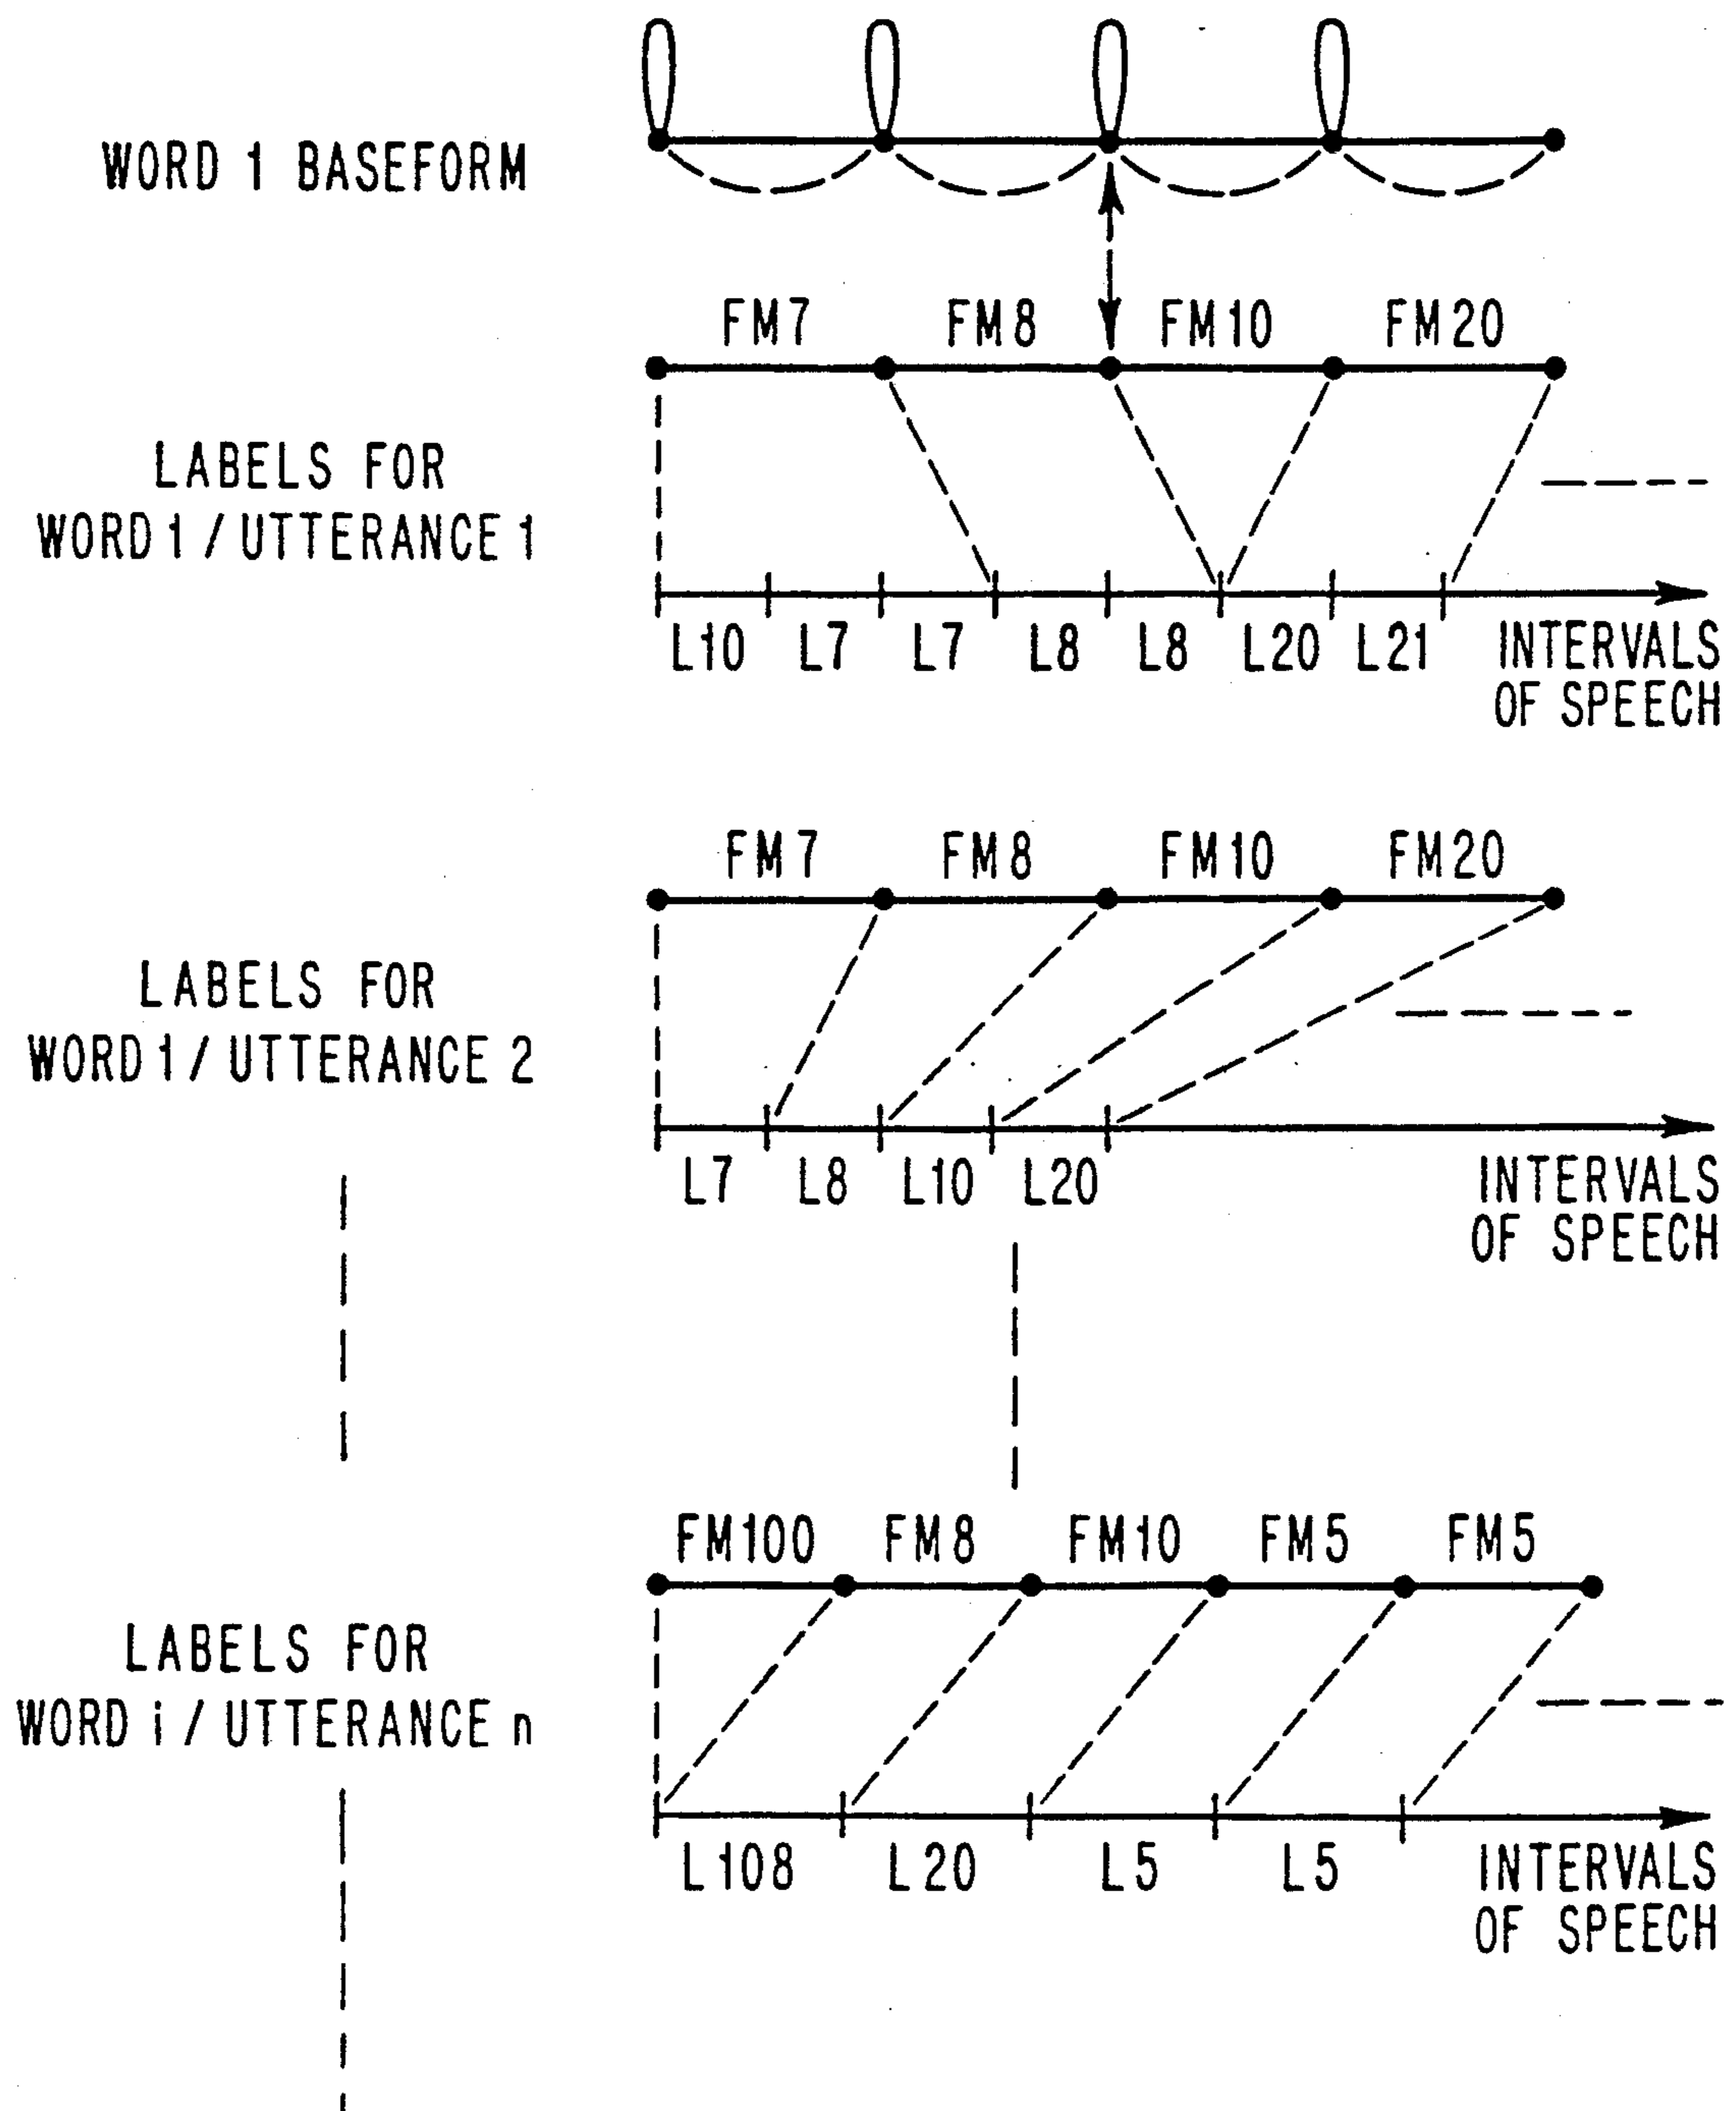 WORD 1 BASEFORM
FM7 FM8 FM10 FM20
LABELS FOR
WORD 1 / UTTERANCE 1
L10 L7 L7 L8 L8 L20 L21 INTERVALS
OF SPEECH
FM7 FM8 FM10 FM20
LABELS FOR
WORD 1 / UTTERANCE 2
L7 L8 L10 L20 INTERVALS
OF SPEECH
FM100 FM8 FM10 FM5 FM5
LABELS FOR
WORD i / UTTERANCE n
L108 L20 L5 L5 INTERVALS
OF SPEECH